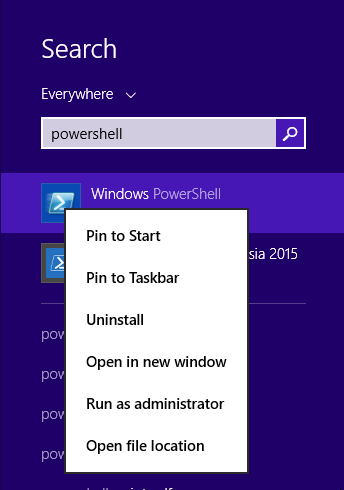 Search
Everywhere
powershell
Windows PowerShell
Pin to Start
sia 2015
Pin to Taskbar
Uninstall
pow
Open in new window
pow
Run as administrator
pow
Open file location
pow